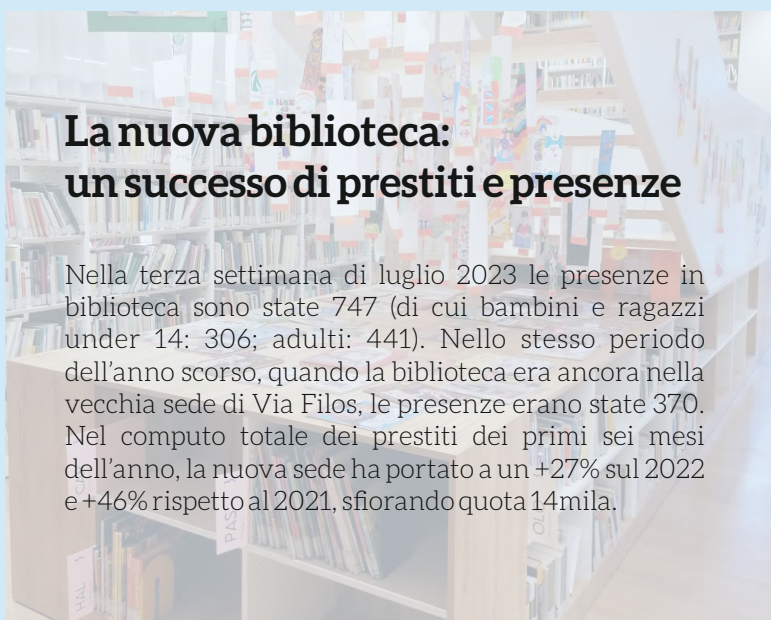 La nuova biblioteca:
un successo di prestiti e presenze
Nella terza settimana di luglio 2023 le presenze in
biblioteca sono state 747 (di cui bambini e ragazzi
under 14: 306; adulti: 441). Nello stesso periodo
dell’anno scorso, quando la biblioteca era ancora nella
vecchia sede di Via Filos, le presenze erano state 370.
Nel computo totale dei prestiti dei primi sei mesi
dell’anno, la nuova sede ha portato a un +27% sul 2022
e +46% rispetto al 2021, sfiorando quota 14mila.
PAS
HAL